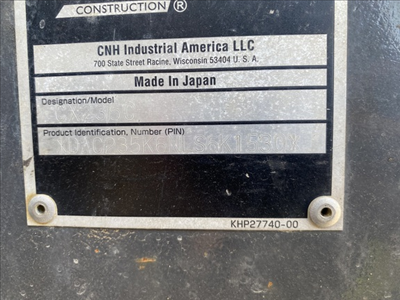 CONSTRUCTION ®
CNH Industrial America LLC
700 State Street Racine, Wisconsin 53404 U. S. A.
Made In Japan
Designation/Model
Product Identification, Number (PIN)
KHP27740-00